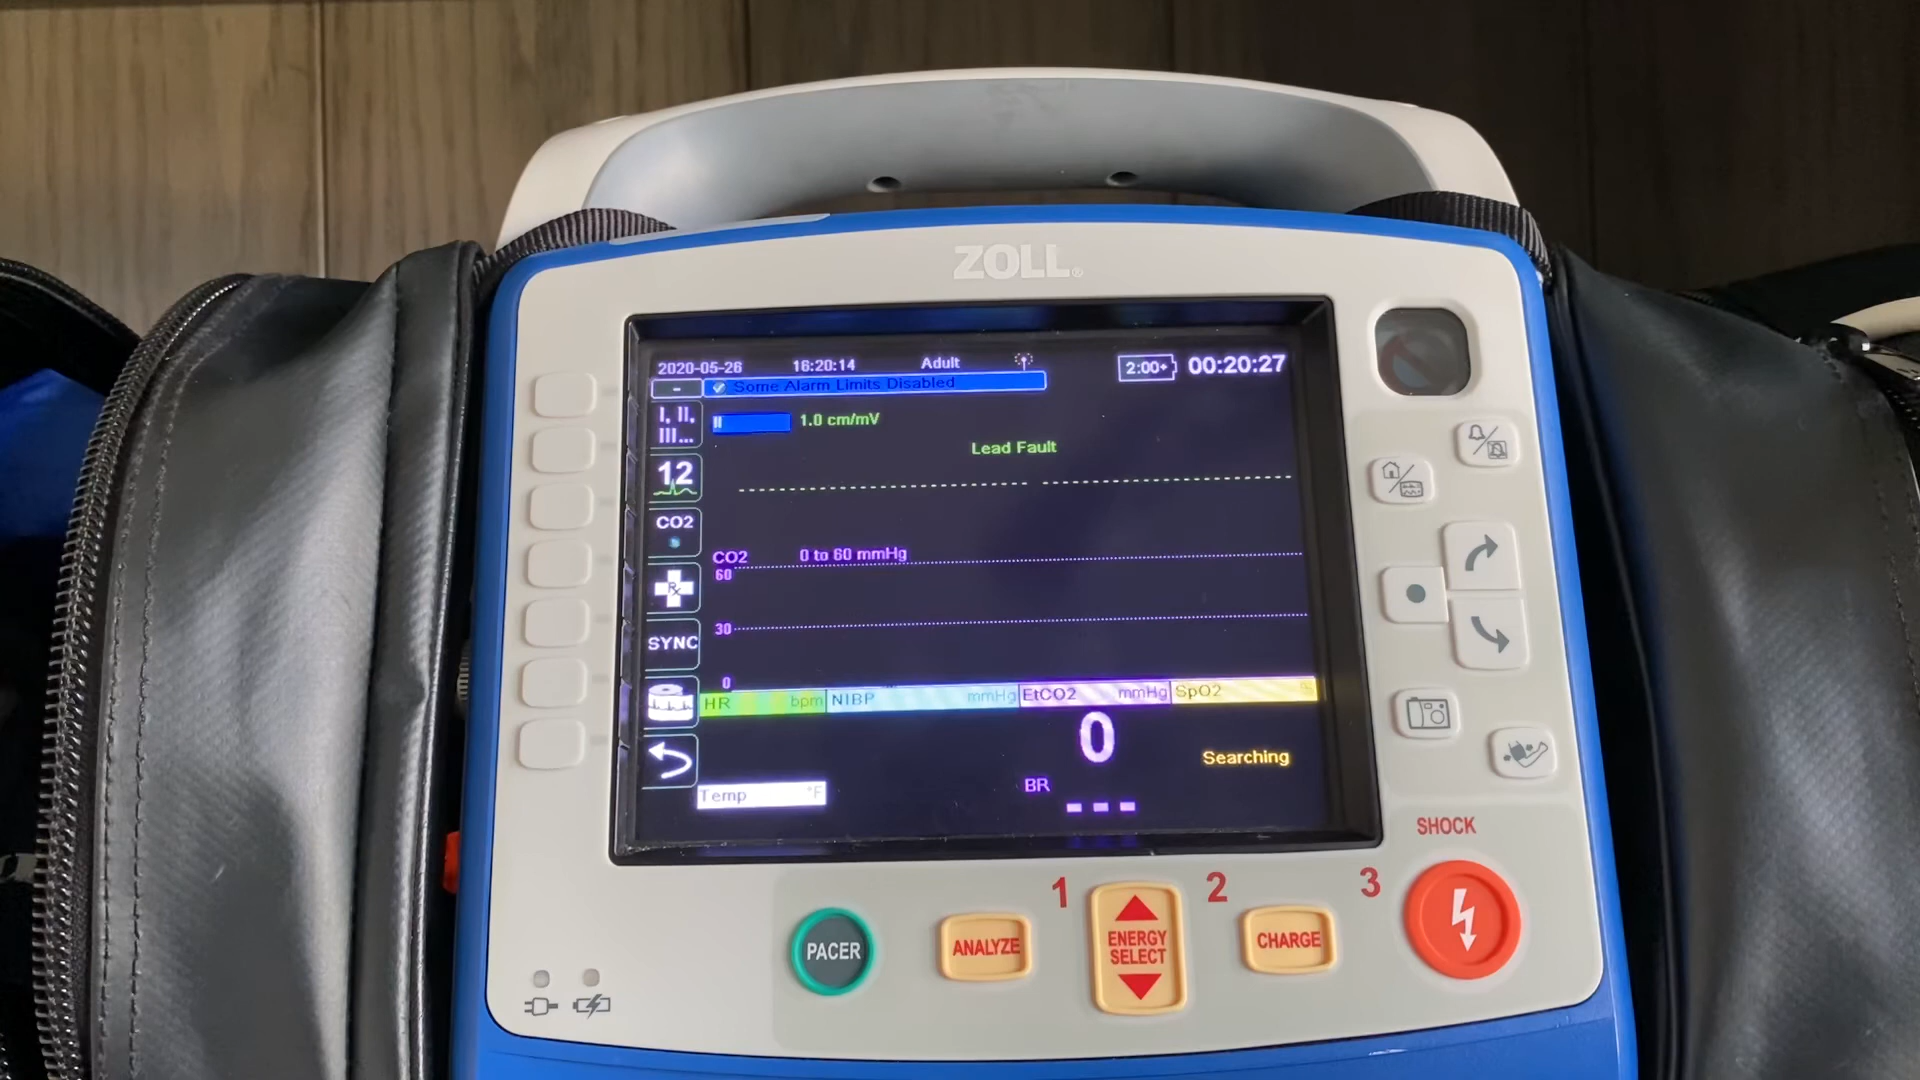 ZOLL®
2020-05-26 16:20:14 Adult 2:00+ 00:20:27
- Some Alarm Limits Disabled
I, II, III... II 1.0 cm/mV
Lead Fault
12
CO2
CO2 0 to 60 mmHg
60
Rx
30
SYNC
0
HR bpm NIBP mmHg EtCO2 mmHg SpO2 %
0
Searching
BR
Temp °F
---
SHOCK
1 2 3
PACER ANALYZE ENERGY SELECT CHARGE